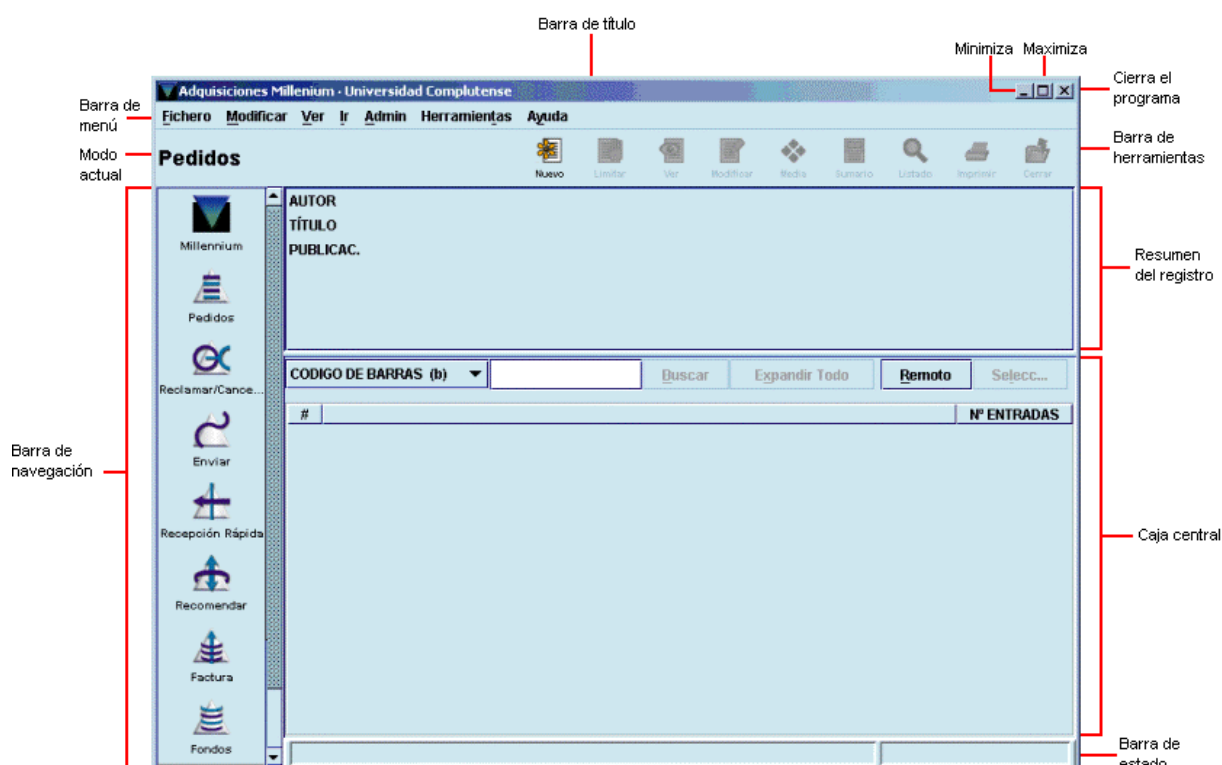 Barra de título
Minimiza Maximiza
Cierra el
programa
Adquisiciones Millenium · Universidad Complutense
Barra de
menú
Fichero Modificar Ver Ir Admin Herramientas Ayuda
Barra de
herramientas
Modo
actual
Pedidos
Nuevo Limitar Ver Modificar Media Sumario Listado Imprimir Cerrar
AUTOR
TÍTULO
PUBLICAC.
Resumen
del registro
Millennium
Pedidos
Reclamar/Cance...
Enviar
Recepción Rápida
Recomendar
Factura
Fondos
Barra de
navegación
CODIGO DE BARRAS (b) Buscar Expandir Todo Remoto Selecc...
# Nº ENTRADAS
Caja central
Barra de
estado